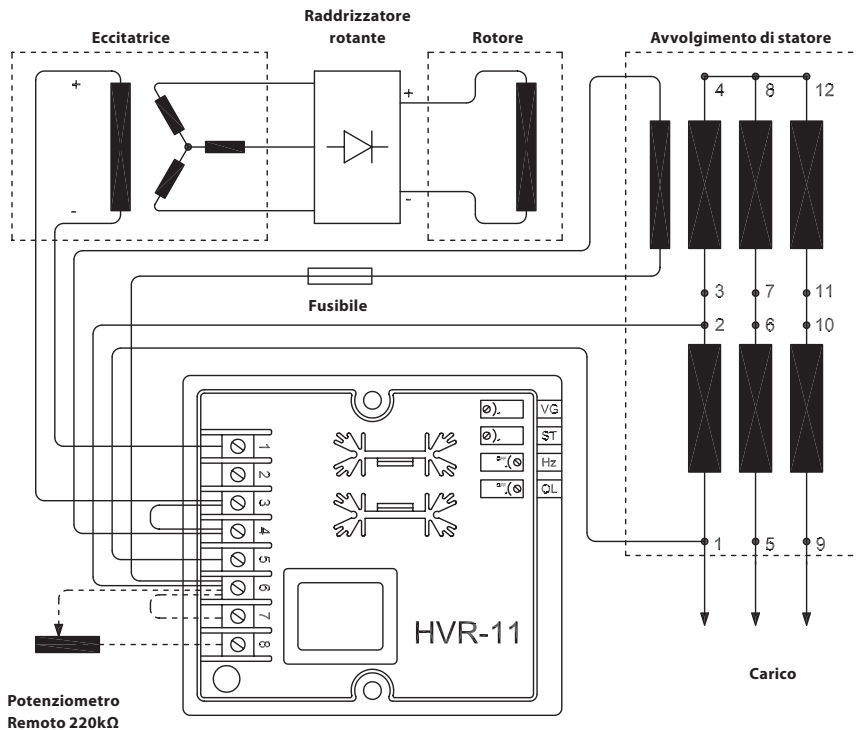 Eccitatrice
Raddrizzatore
rotante
Rotore
Avvolgimento di statore
+
-
+
-
4
8
12
3
7
11
2
6
10
Fusibile
VG
ST
Hz
QL
1
2
3
4
5
6
7
8
1
5
9
HVR-11
Carico
Potenziometro
Remoto 220kΩ